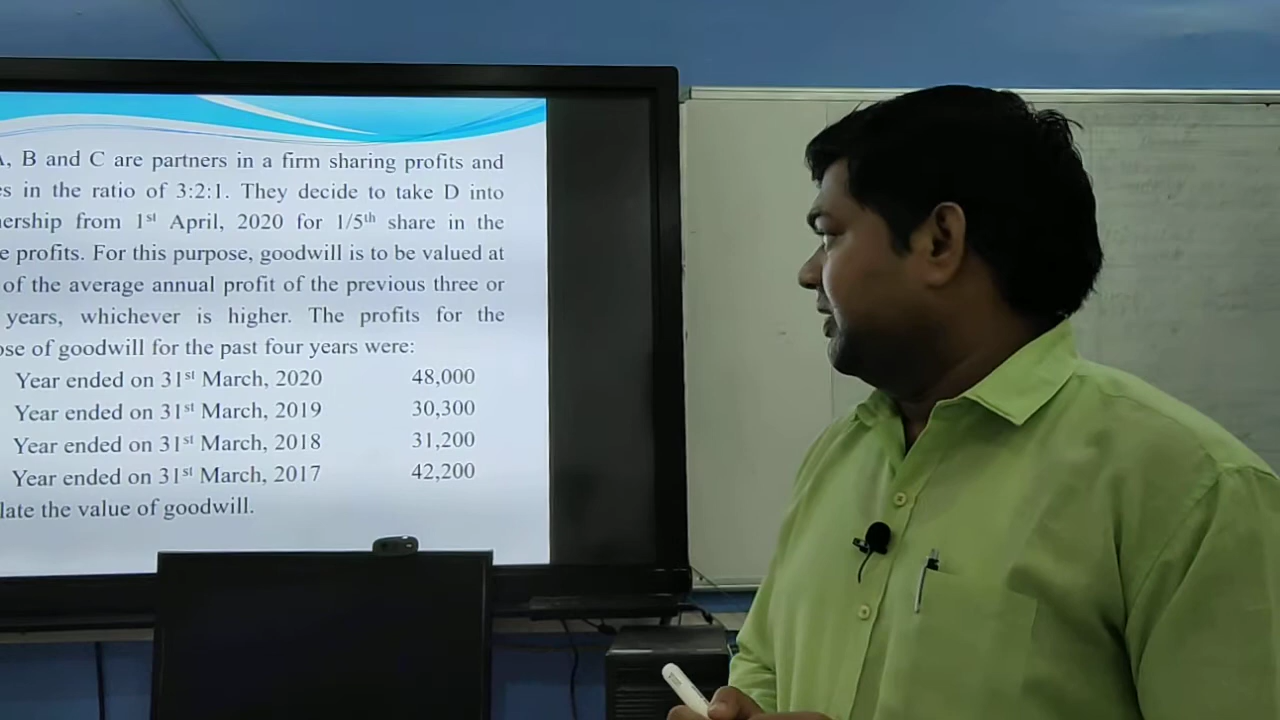 A, B and C are partners in a firm sharing profits and
es in the ratio of 3:2:1. They decide to take D into
nership from 1st April, 2020 for 1/5th share in the
e profits. For this purpose, goodwill is to be valued at
of the average annual profit of the previous three or
years, whichever is higher. The profits for the
ose of goodwill for the past four years were:
Year ended on 31st March, 2020 48,000
Year ended on 31st March, 2019 30,300
Year ended on 31st March, 2018 31,200
Year ended on 31st March, 2017 42,200
late the value of goodwill.